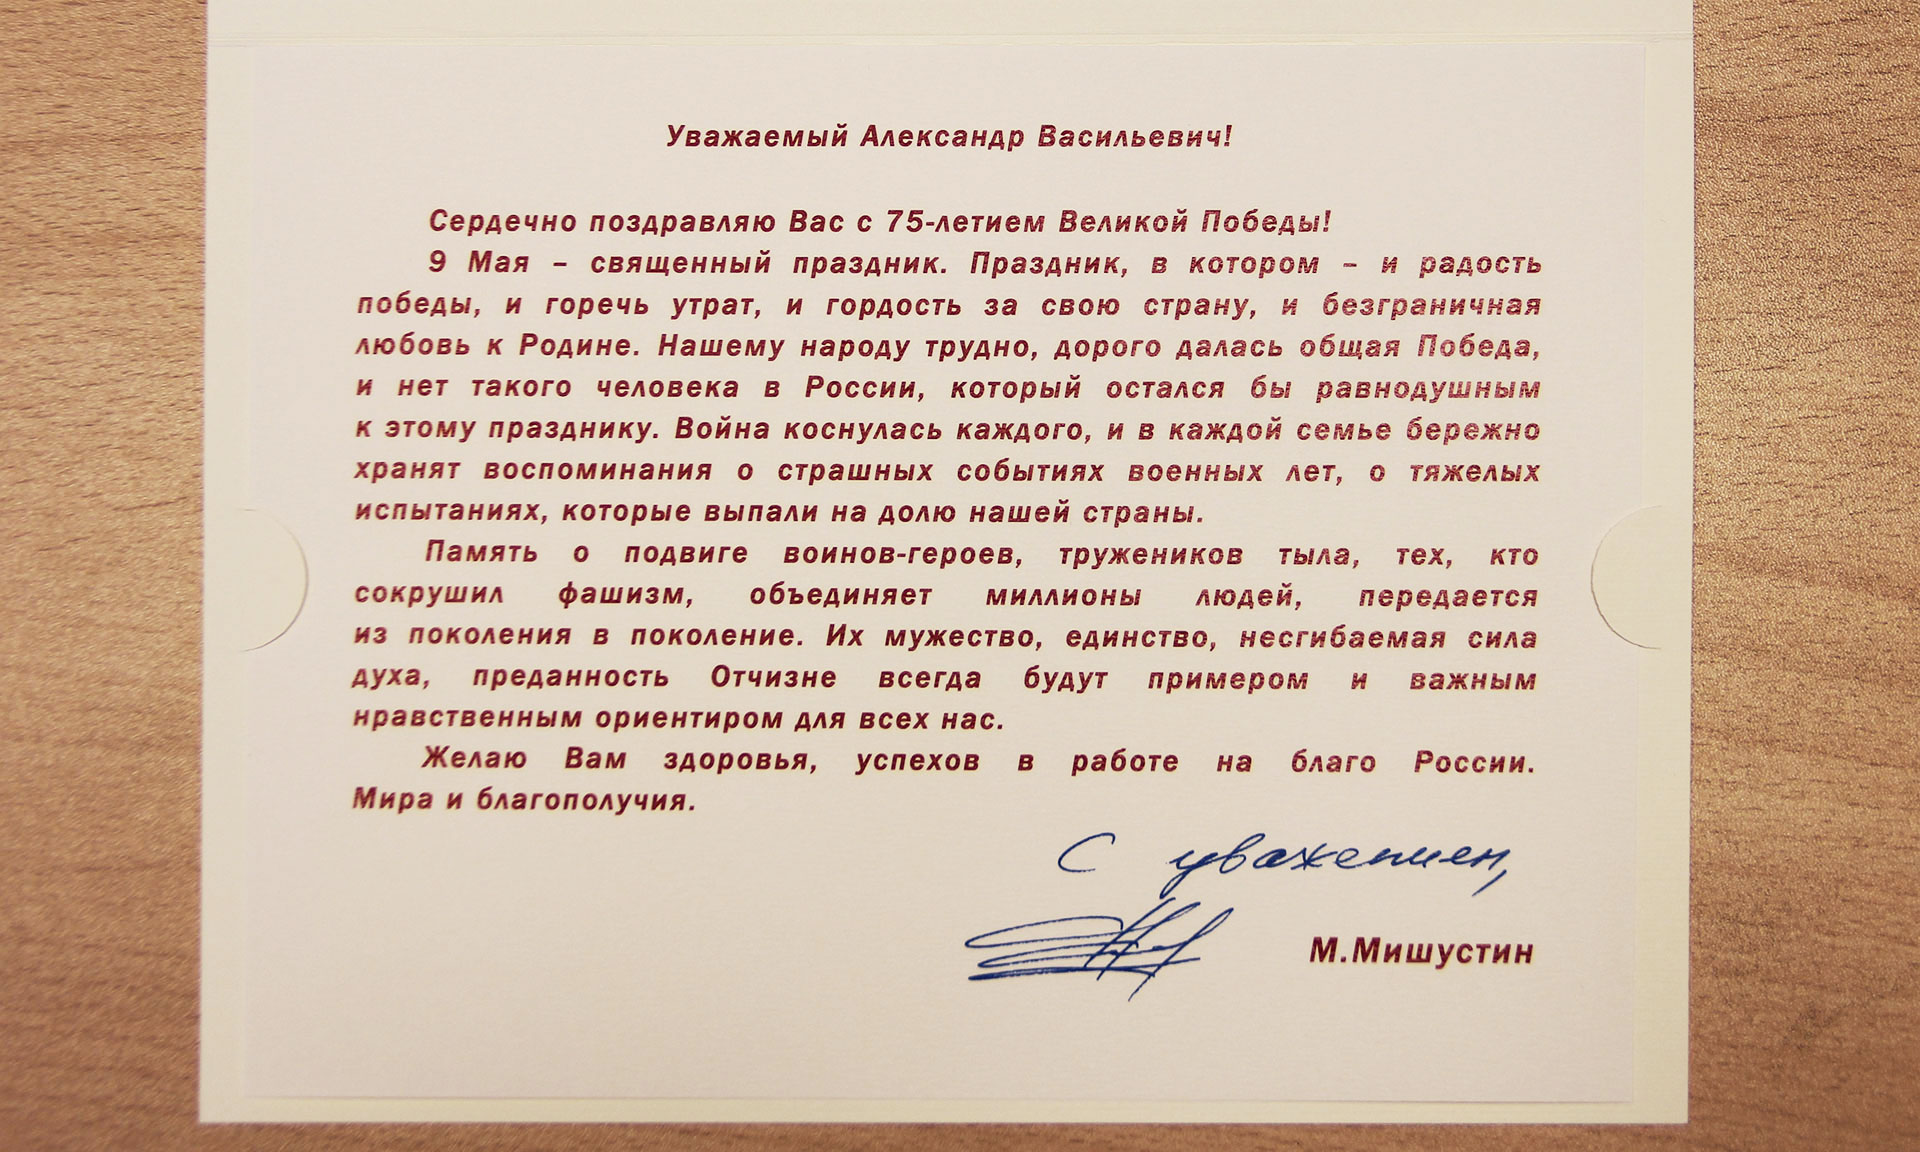 Уважаемый Александр Васильевич!
Сердечно поздравляю Вас с 75-летием Великой Победы!
9 Мая – священный праздник. Праздник, в котором – и радость
победы, и горечь утрат, и гордость за свою страну, и безграничная
любовь к Родине. Нашему народу трудно, дорого далась общая Победа,
и нет такого человека в России, который остался бы равнодушным
к этому празднику. Война коснулась каждого, и в каждой семье бережно
хранят воспоминания о страшных событиях военных лет, о тяжелых
испытаниях, которые выпали на долю нашей страны.
Память о подвиге воинов-героев, тружеников тыла, тех, кто
сокрушил фашизм, объединяет миллионы людей, передается
из поколения в поколение. Их мужество, единство, несгибаемая сила
духа, преданность Отчизне всегда будут примером и важным
нравственным ориентиром для всех нас.
Желаю Вам здоровья, успехов в работе на благо России.
Мира и благополучия.
С уважением,
М.Мишустин